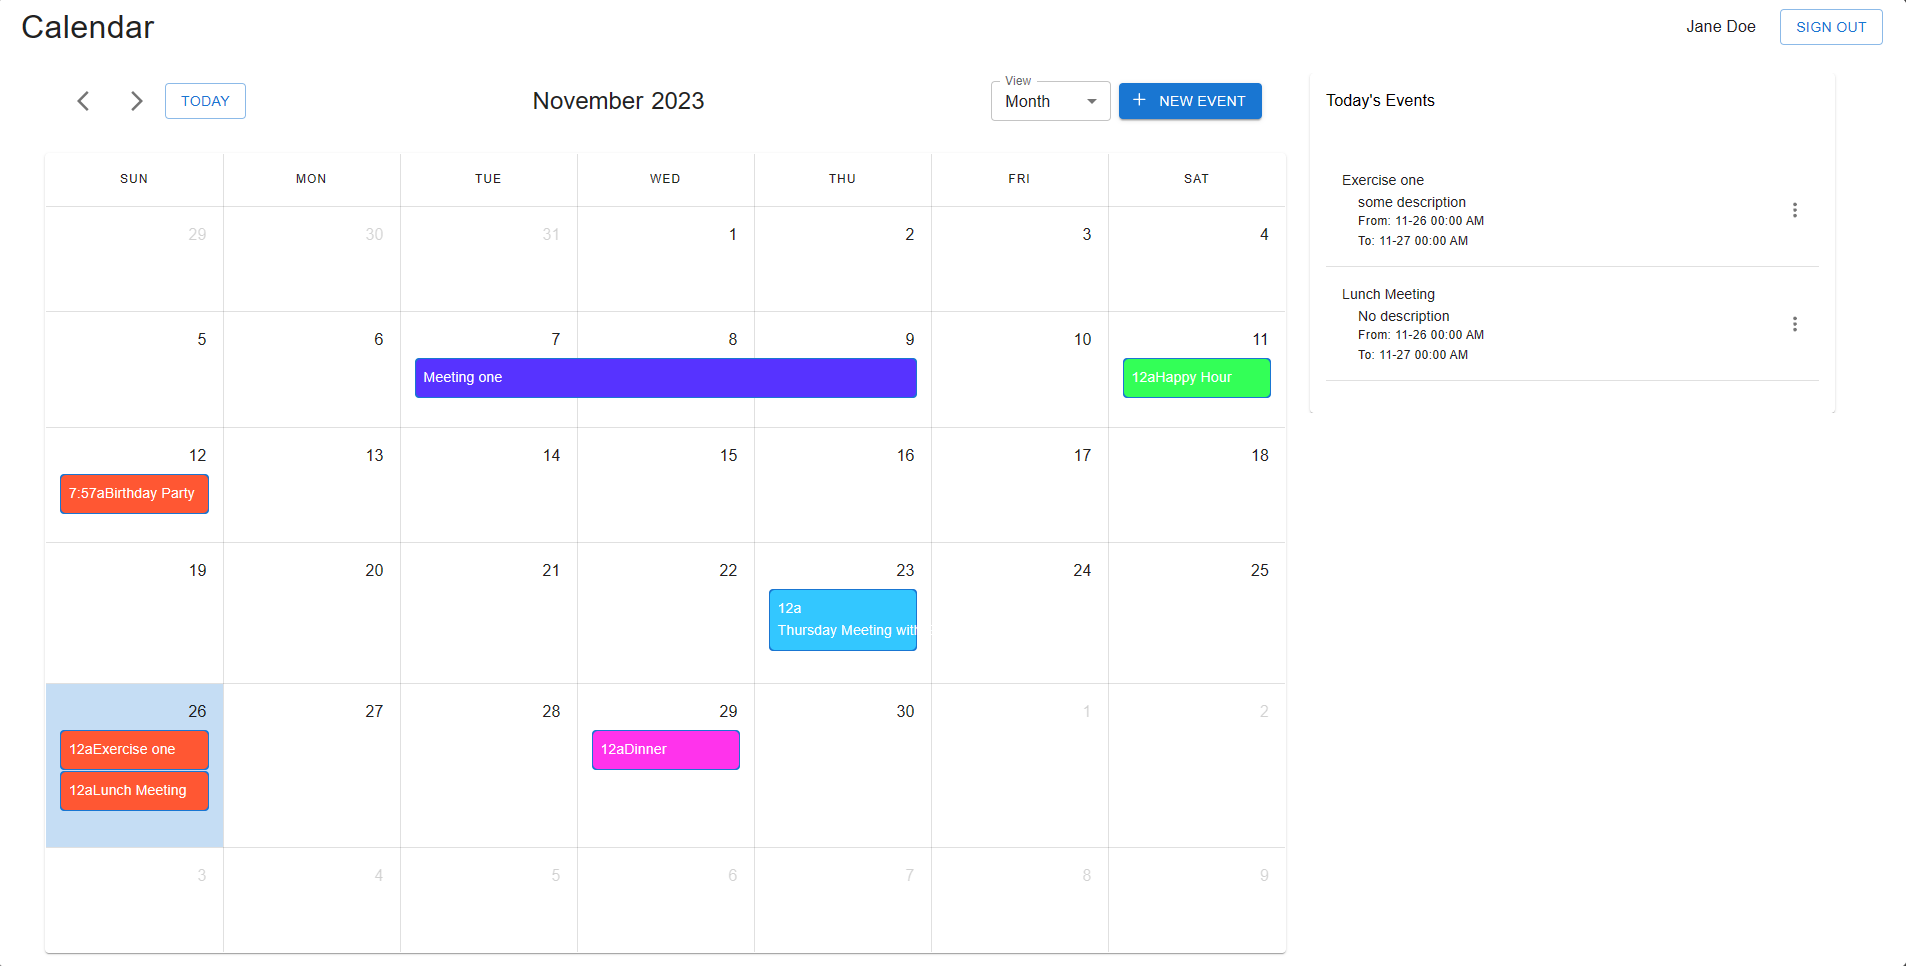 Calendar
Jane Doe
SIGN OUT
TODAY
November 2023
View
Month
NEW EVENT
SUN MON TUE WED THU FRI SAT
29 30 31 1 2 3 4
5 6 7 8 9 10 11
Meeting one
12aHappy Hour
12 13 14 15 16 17 18
7:57aBirthday Party
19 20 21 22 23 24 25
12a
Thursday Meeting with
26 27 28 29 30 1 2
12aExercise one
12aDinner
12aLunch Meeting
3 4 5 6 7 8 9
Today's Events
Exercise one
some description
From: 11-26 00:00 AM
To: 11-27 00:00 AM
Lunch Meeting
No description
From: 11-26 00:00 AM
To: 11-27 00:00 AM